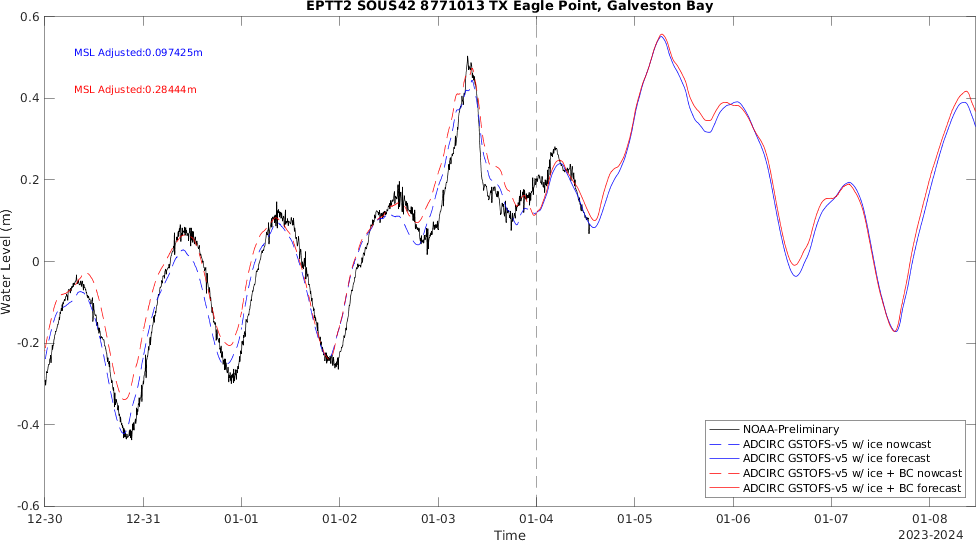 EPTT2 SOUS42 8771013 TX Eagle Point, Galveston Bay
MSL Adjusted:0.097425m
MSL Adjusted:0.28444m
Water Level (m)
0.6
0.4
0.2
0
-0.2
-0.4
-0.6
NOAA-Preliminary
ADCIRC GSTOFS-v5 w/ ice nowcast
ADCIRC GSTOFS-v5 w/ ice forecast
ADCIRC GSTOFS-v5 w/ ice + BC nowcast
ADCIRC GSTOFS-v5 w/ ice + BC forecast
12-30 12-31 01-01 01-02 01-03 01-04 01-05 01-06 01-07 01-08
Time
2023-2024